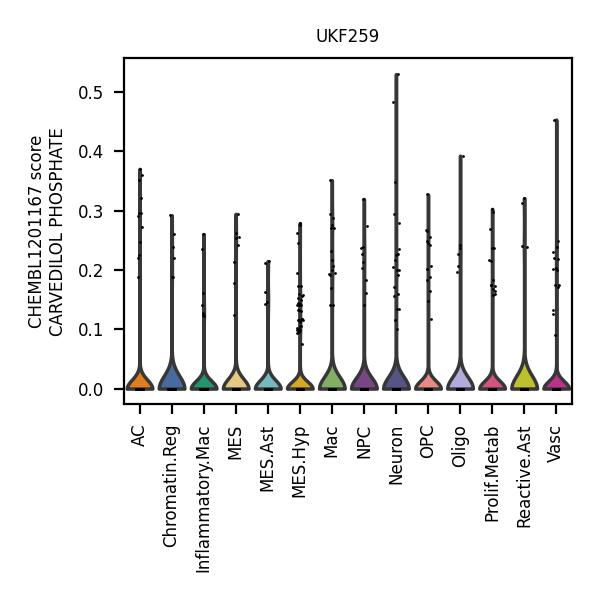 UKF259
CHEMBL1201167 score
CARVEDILOL PHOSPHATE
0.5
0.4
0.3
0.2
0.1
0.0
AC
Chromatin.Reg
Inflammatory.Mac
MES
MES.Ast
MES.Hyp
Mac
NPC
Neuron
OPC
Oligo
Prolif.Metab
Reactive.Ast
Vasc